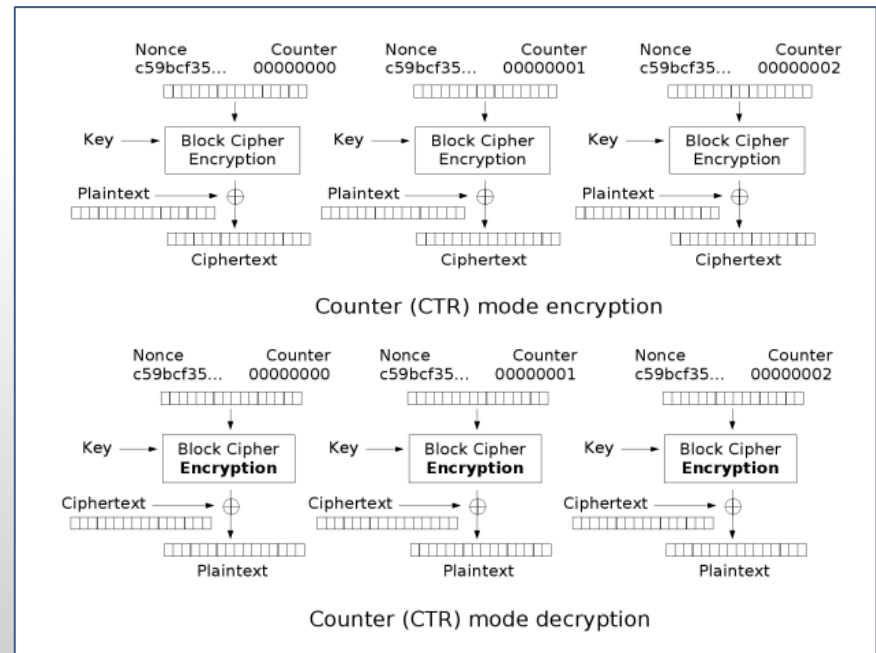 Nonce Counter Nonce Counter Nonce Counter
c59bcf35... 00000000 c59bcf35... 00000001 c59bcf35... 00000002
Key Block Cipher Key Block Cipher Key Block Cipher
Encryption Encryption Encryption
Plaintext Plaintext Plaintext
Ciphertext Ciphertext Ciphertext
Counter (CTR) mode encryption
Nonce Counter Nonce Counter Nonce Counter
c59bcf35... 00000000 c59bcf35... 00000001 c59bcf35... 00000002
Key Block Cipher Key Block Cipher Key Block Cipher
Encryption Encryption Encryption
Ciphertext Ciphertext Ciphertext
Plaintext Plaintext Plaintext
Counter (CTR) mode decryption